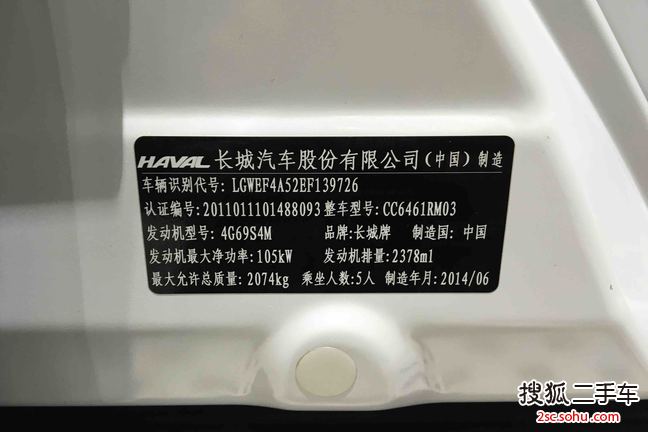 HAVAL 长城汽车股份有限公司(中国)制造
车辆识别代号:LGWEF4A52EF139726
认证编号:2011011101488093 整车型号:CC6461RM03
发动机型号:4G69S4M 品牌:长城牌 制造国:中国
发动机最大净功率:105kW 发动机排量:2378ml
最大允许总质量:2074kg 乘坐人数:5人 制造年月:2014/06
搜狐二手车
2sc.sohu.com